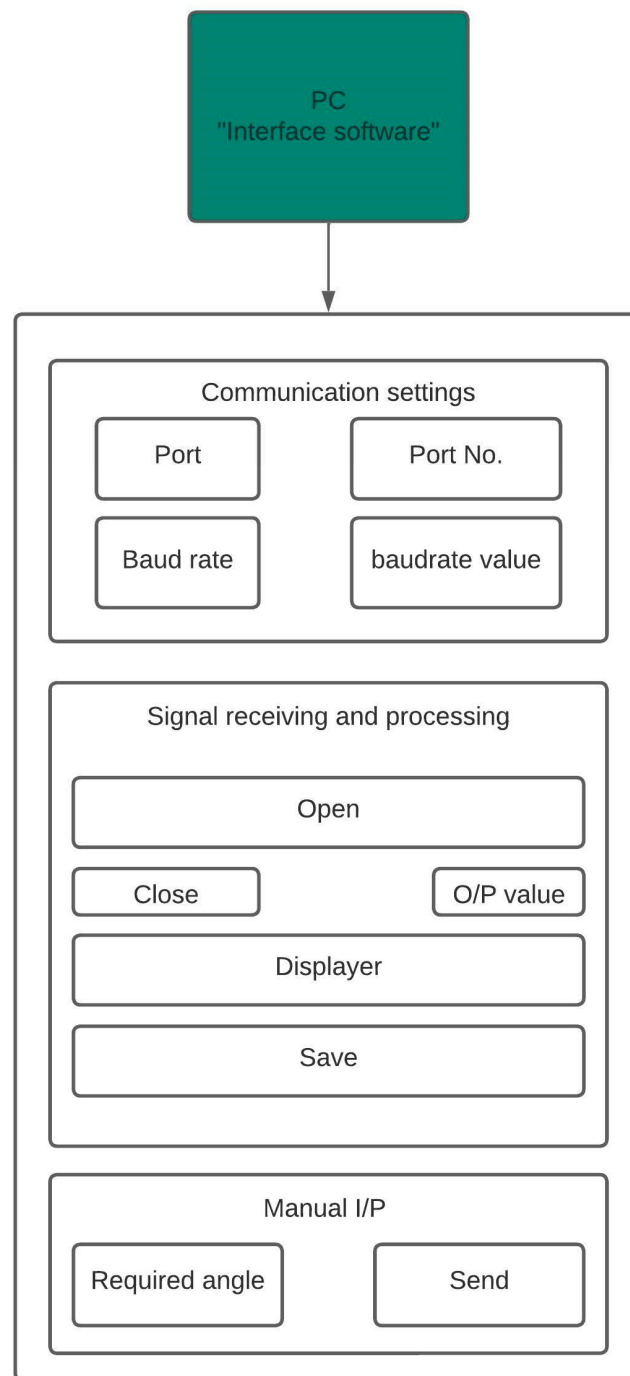 PC
"Interface software"
Communication settings
Port
Port No.
Baud rate
baudrate value
Signal receiving and processing
Open
Close
O/P value
Displayer
Save
Manual I/P
Required angle
Send